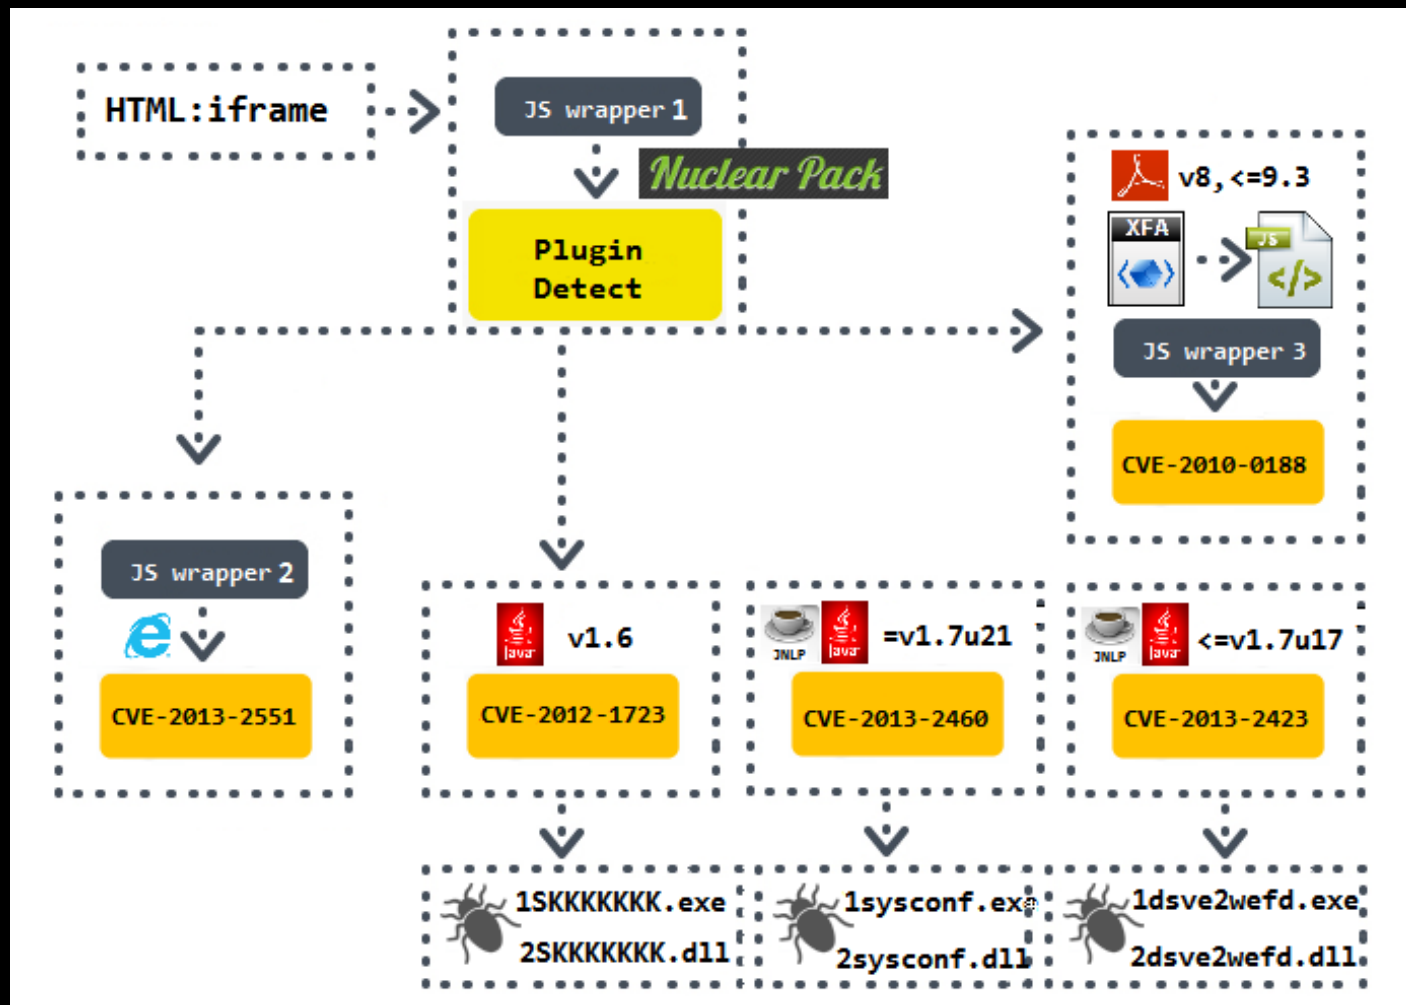 HTML:iframe
JS wrapper 1
Nuclear Pack
Plugin
Detect
v8,<=9.3
XFA
JS
</>
JS wrapper 3
CVE-2010-0188
JS wrapper 2
CVE-2013-2551
Java
v1.6
CVE-2012-1723
JNLP
Java
=v1.7u21
CVE-2013-2460
JNLP
Java
<=v1.7u17
CVE-2013-2423
1SKKKKKKK.exe
2SKKKKKKK.dll
1sysconf.exe
2sysconf.dll
1dsve2wefd.exe
2dsve2wefd.dll